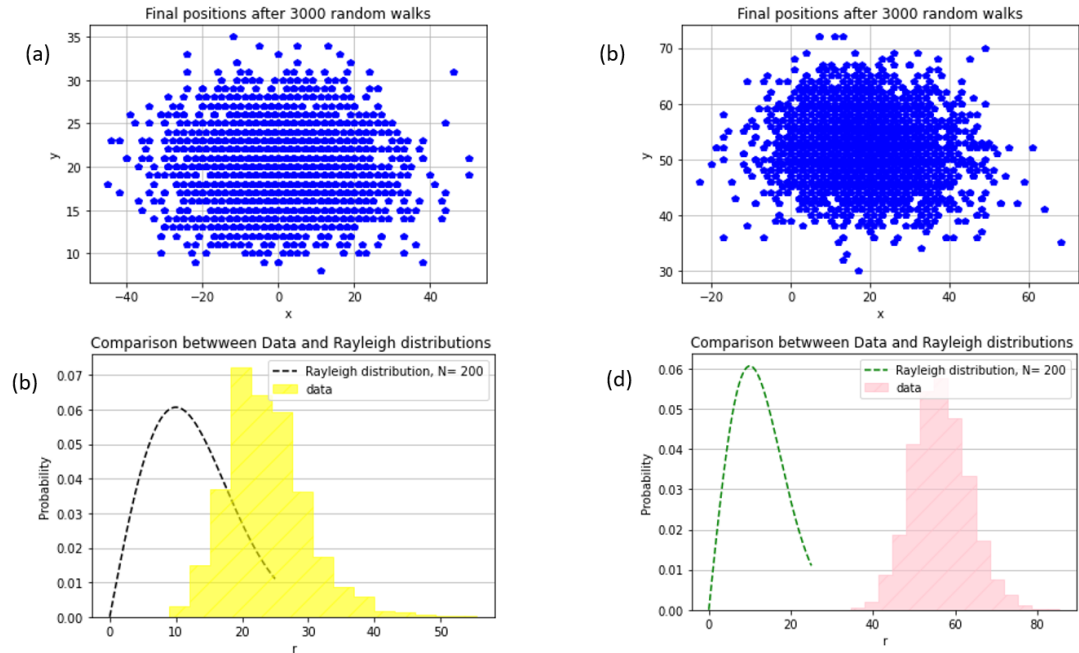 Final positions after 3000 random walks
(a)
35
30
25
20
15
10
y
−40
−20
0
20
40
x
Final positions after 3000 random walks
(b)
70
60
50
40
30
y
−20
0
20
40
60
x
Comparison betwween Data and Rayleigh distributions
(b)
Rayleigh distribution, N= 200
data
0.07
0.06
0.05
0.04
0.03
0.02
0.01
0.00
Probability
0
10
20
30
40
50
r
Comparison betwween Data and Rayleigh distributions
(d)
Rayleigh distribution, N= 200
data
0.06
0.05
0.04
0.03
0.02
0.01
0.00
Probability
0
20
40
60
80
r